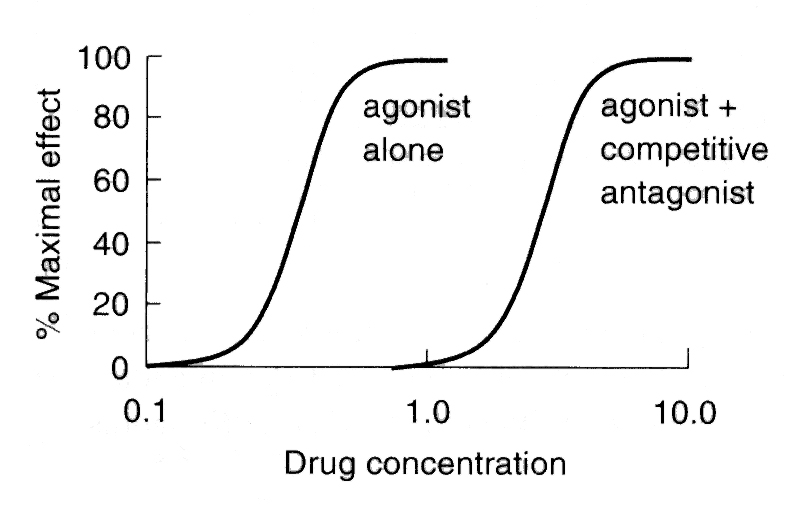 % Maximal effect
100
80
60
40
20
0
agonist
alone
agonist +
competitive
antagonist
0.1
1.0
10.0
Drug concentration